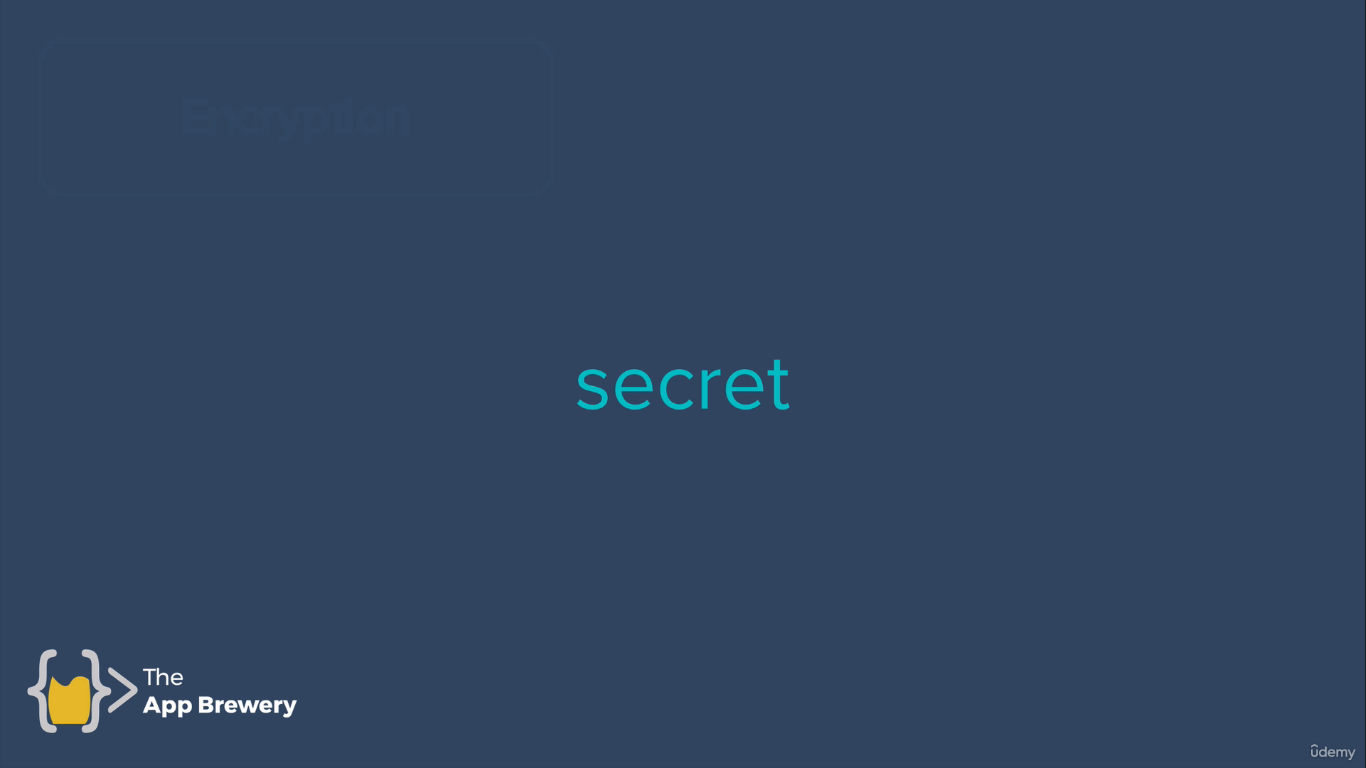 Encryption
secret
The
App Brewery
ûdemy